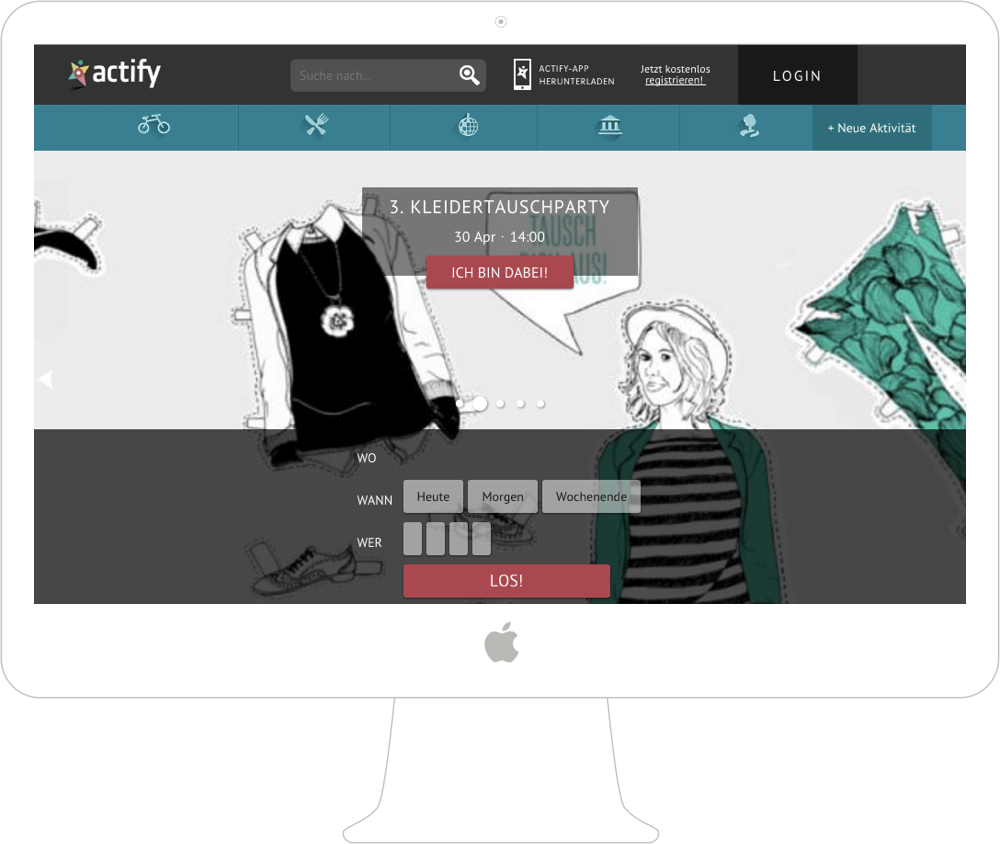 actify
Suche nach...
ACTIFY-APP
HERUNTERLADEN
Jetzt kostenlos
registrieren!
LOGIN
+ Neue Aktivität
3. KLEIDERTAUSCHPARTY
30 Apr · 14:00
TAUSCH
AUS!
ICH BIN DABEI!
WO
WANN
Heute
Morgen
Wochenende
WER
LOS!